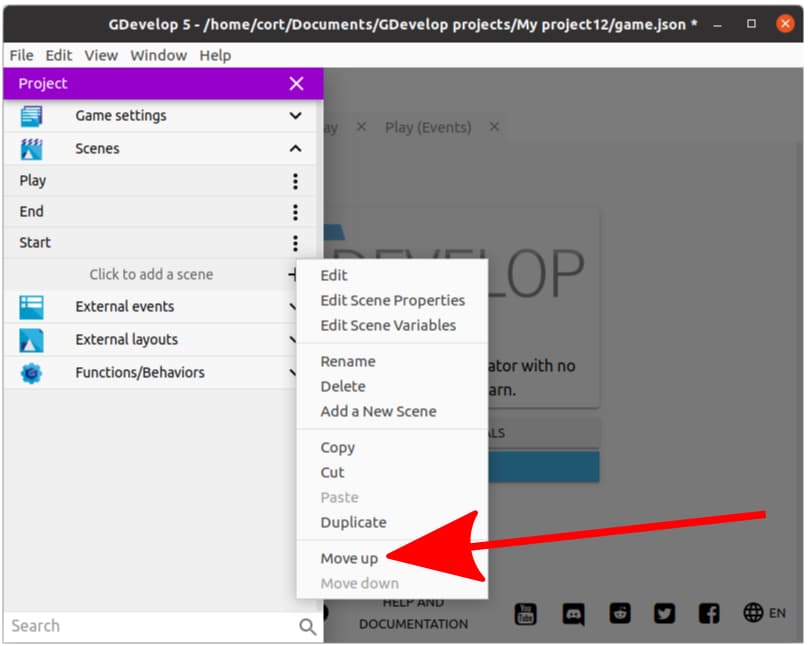 GDevelop 5 - /home/cort/Documents/GDevelop projects/My project12/game.json *
File Edit View Window Help
Project
Game settings
ay Play (Events)
Scenes
Play
End
Start
Click to add a scene
External events
External layouts
Functions/Behaviors
EVELOP
ator with no
arn.
ALS
Edit
Edit Scene Properties
Edit Scene Variables
Rename
Delete
Add a New Scene
Copy
Cut
Paste
Duplicate
Move up
Move down
HELP AND
DOCUMENTATION
You
Tube
EN
Search